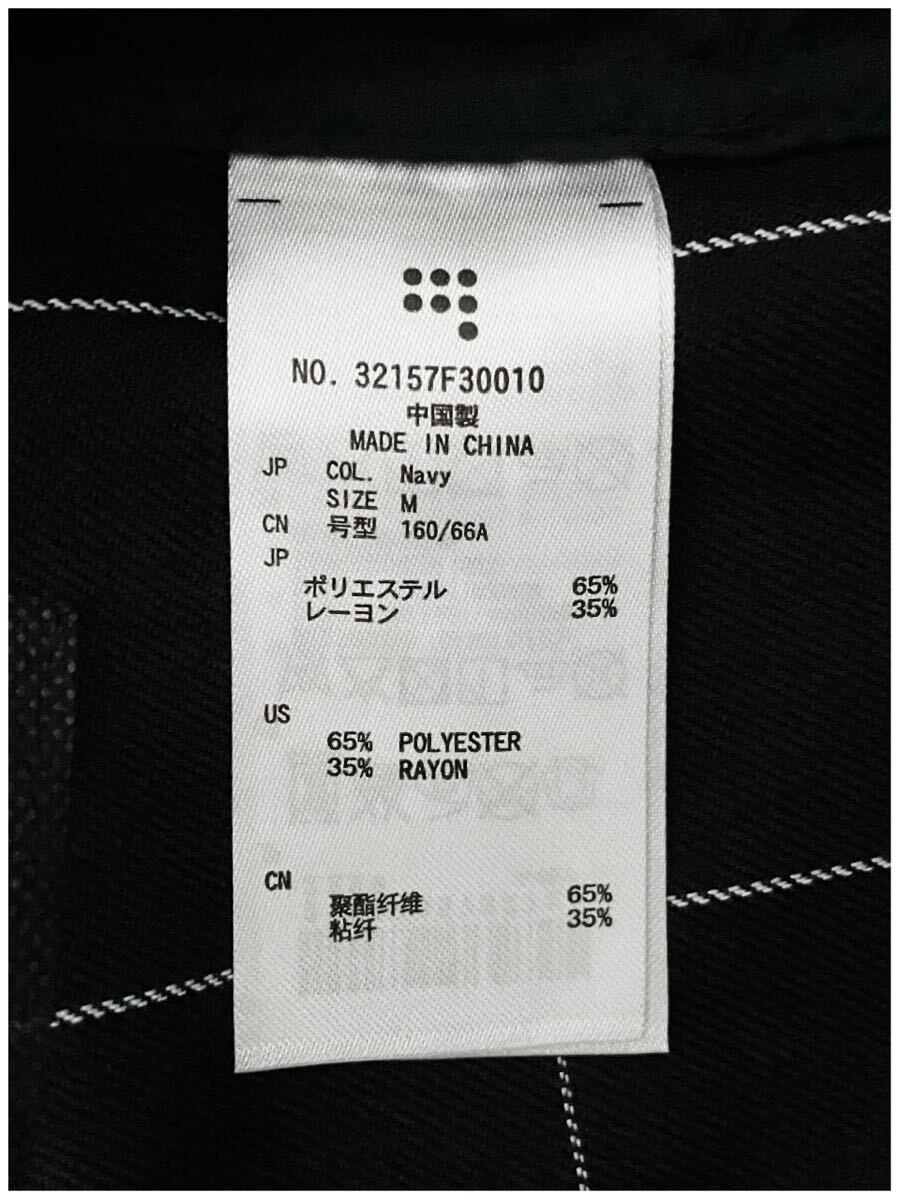 NO. 32157F30010
中国製
MADE IN CHINA
JP COL. Navy
SIZE M
CN 号型 160/66A
JP
ポリエステル 65%
レーヨン 35%
US
65% POLYESTER
35% RAYON
CN
聚酯纤维 65%
粘纤 35%